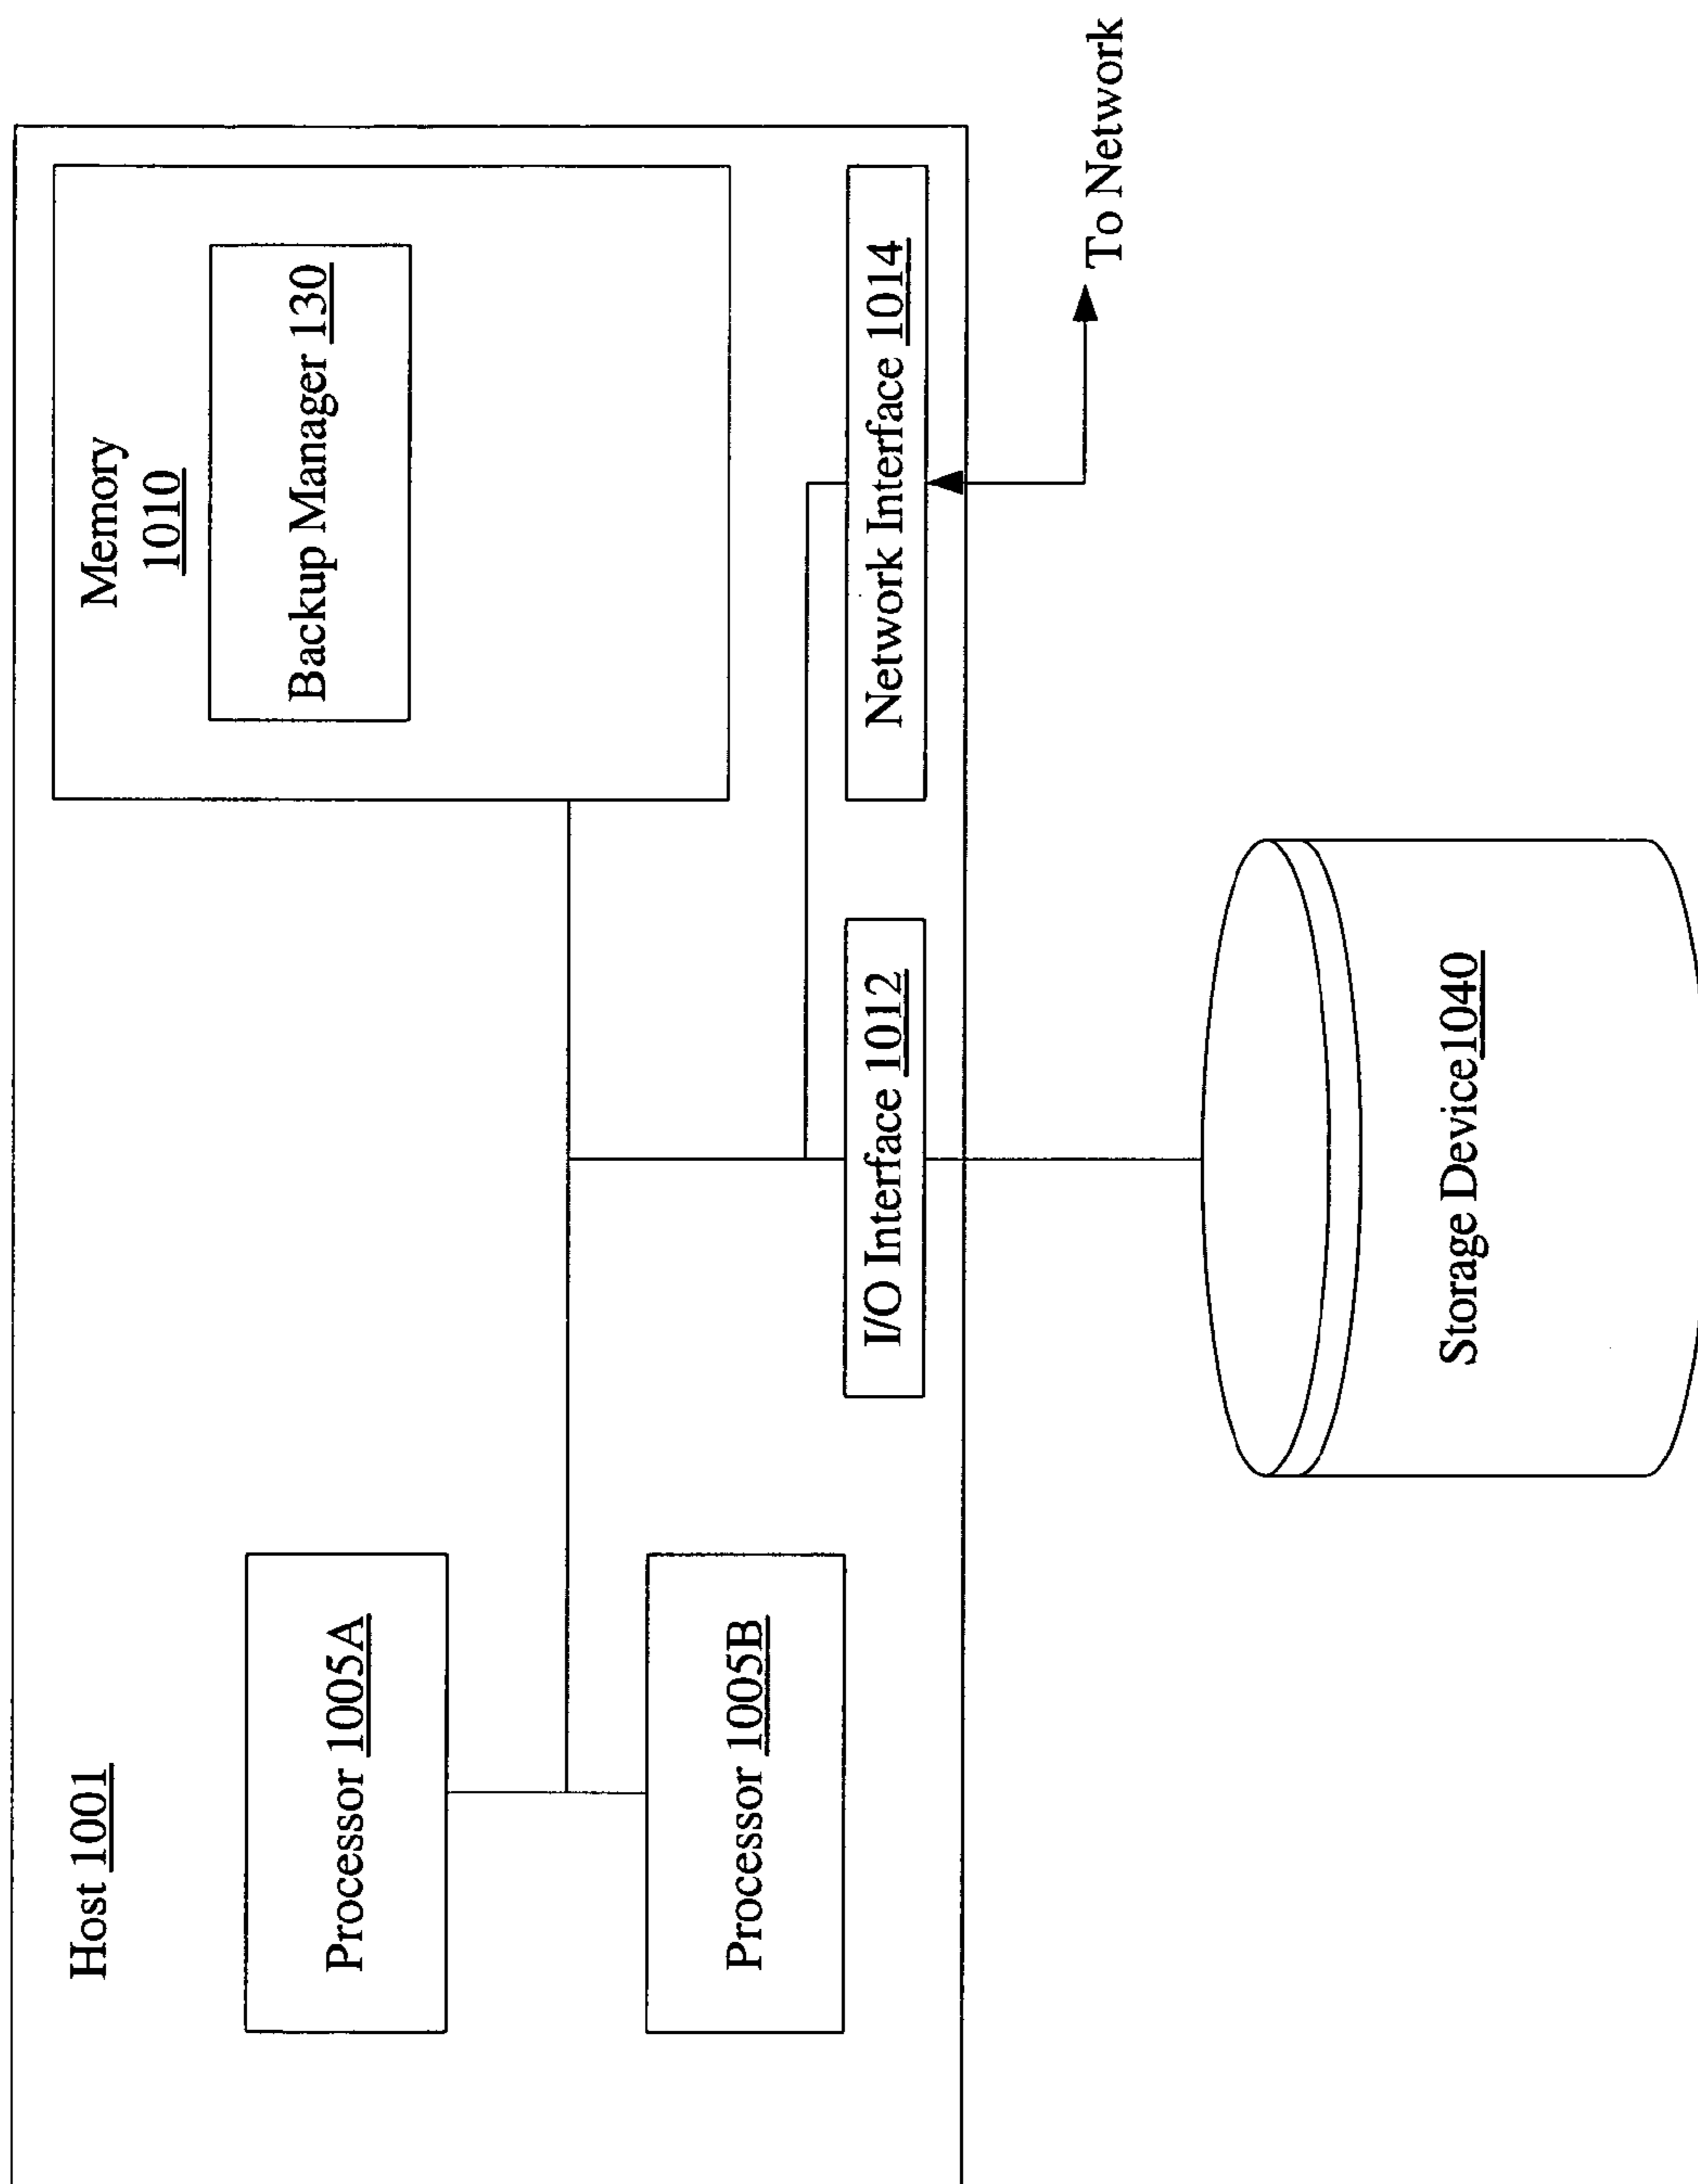 Host 1001
Memory
1010
Processor 1005A
Backup Manager 130
Processor 1005B
I/O Interface 1012
Network Interface 1014
To Network
Storage Device1040